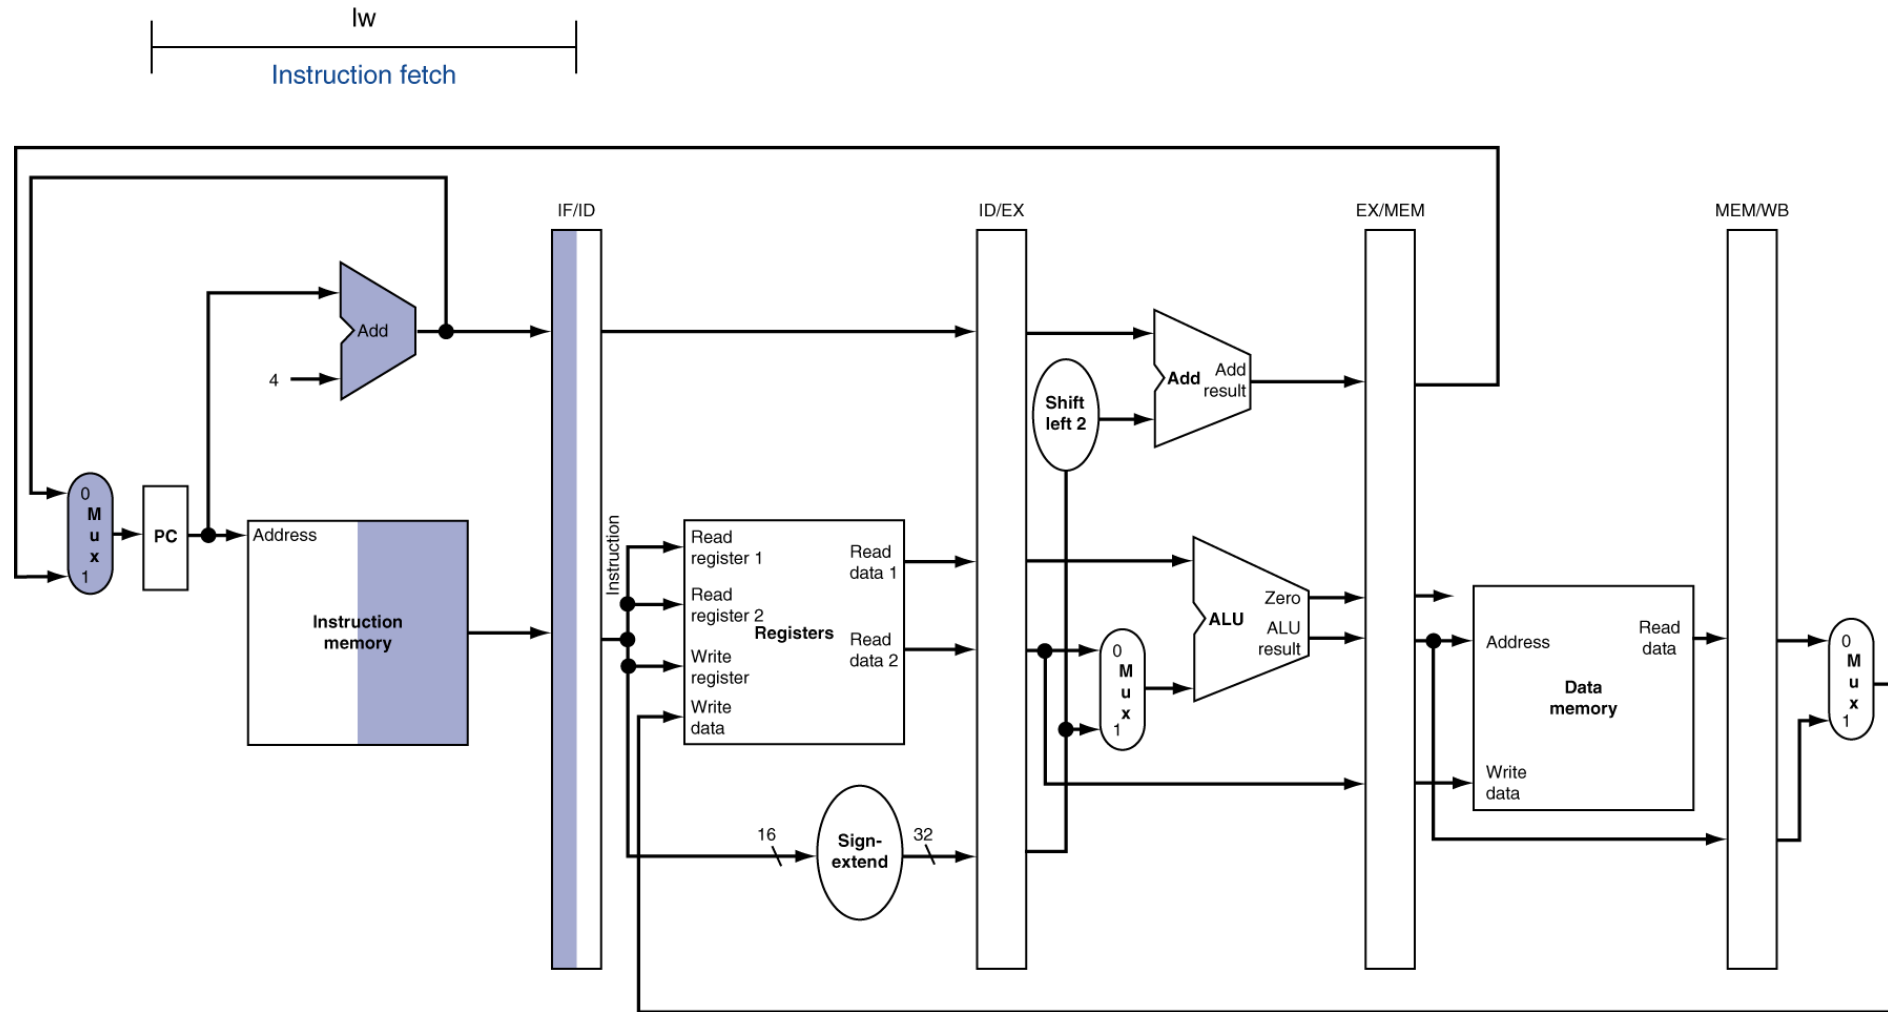 lw
Instruction fetch
IF/ID
ID/EX
EX/MEM
MEM/WB
Add
4
Shift
left 2
Add
Add
result
0
M
u
x
1
PC
Address
Instruction
memory
Instruction
Read
register 1
Read
register 2
Write
register
Write
data
Registers
Read
data 1
Read
data 2
16
Sign-
extend
32
0
M
u
x
1
ALU
Zero
ALU
result
Address
Read
data
Data
memory
Write
data
0
M
u
x
1